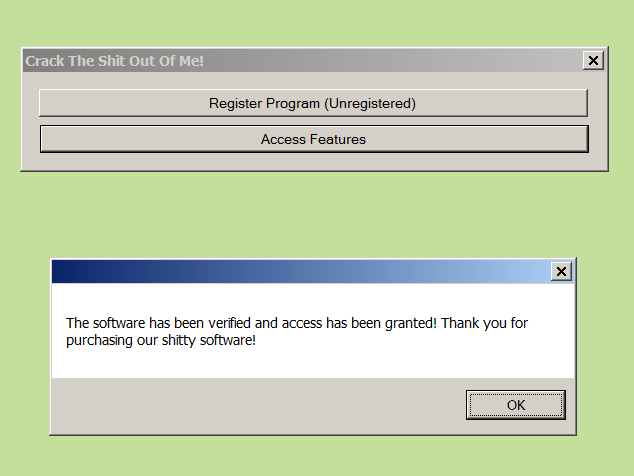 Crack The Shit Out Of Me!
Register Program (Unregistered)
Access Features
The software has been verified and access has been granted! Thank you for
purchasing our shitty software!
OK